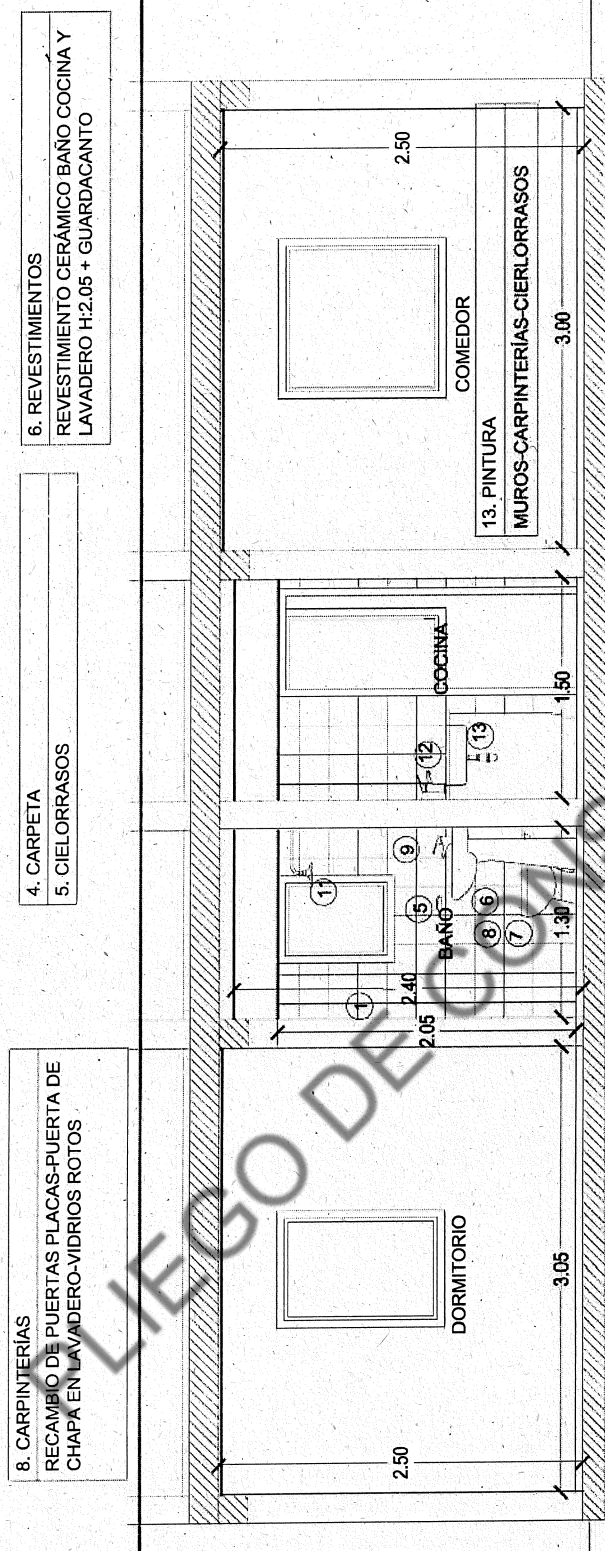 8. CARPINTERÍAS
RECAMBIO DE PUERTAS PLACAS-PUERTA DE
CHAPA EN LAVADERO-VIDRIOS ROTOS
4. CARPETA
5. CIELORRASOS
6. REVESTIMIENTOS
REVESTIMIENTO CERÁMICO BAÑO COCINA Y
LAVADERO H:2.05 + GUARDACANTO
2.50
DORMITORIO
3.05
2.05
2.40
1
11
5
9
BAÑO
8
6
7
1.30
12
COCINA
13
1.50
2.50
COMEDOR
13. PINTURA
MUROS-CARPINTERÍAS-CIERLORRASOS
3.00
PLIEGO DE CONS